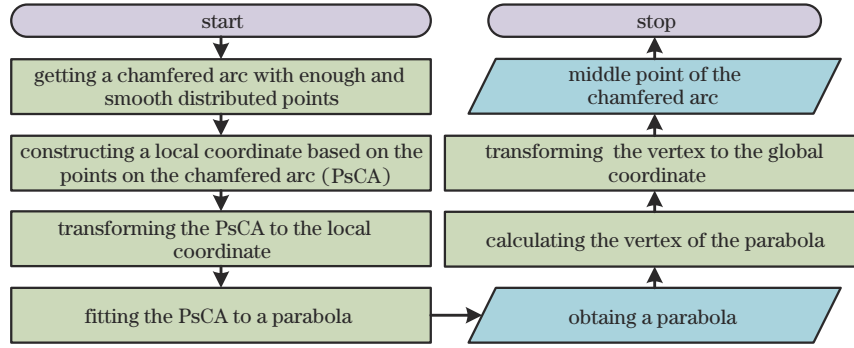 start
getting a chamfered arc with enough and
smooth distributed points
constructing a local coordinate based on the
points on the chamfered arc (PsCA)
transforming the PsCA to the local
coordinate
fitting the PsCA to a parabola
obtaing a parabola
calculating the vertex of the parabola
transforming the vertex to the global
coordinate
middle point of the
chamfered arc
stop